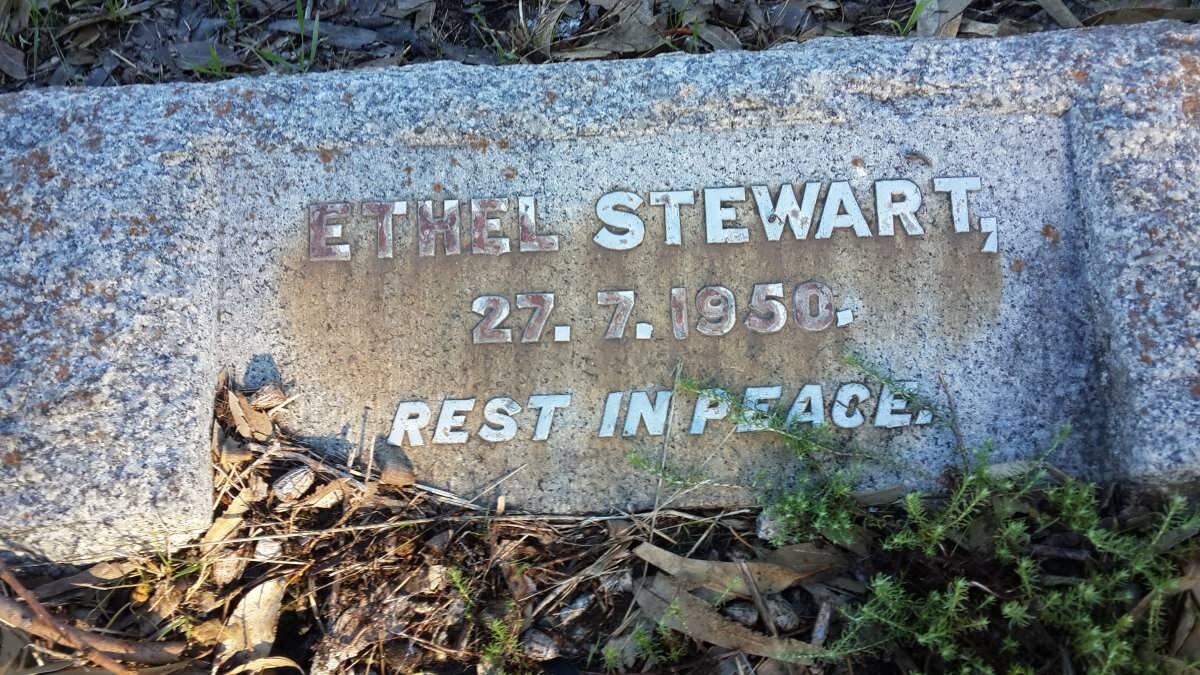 ETHEL STEWART,
27. 7. 1950.
REST IN PEACE.